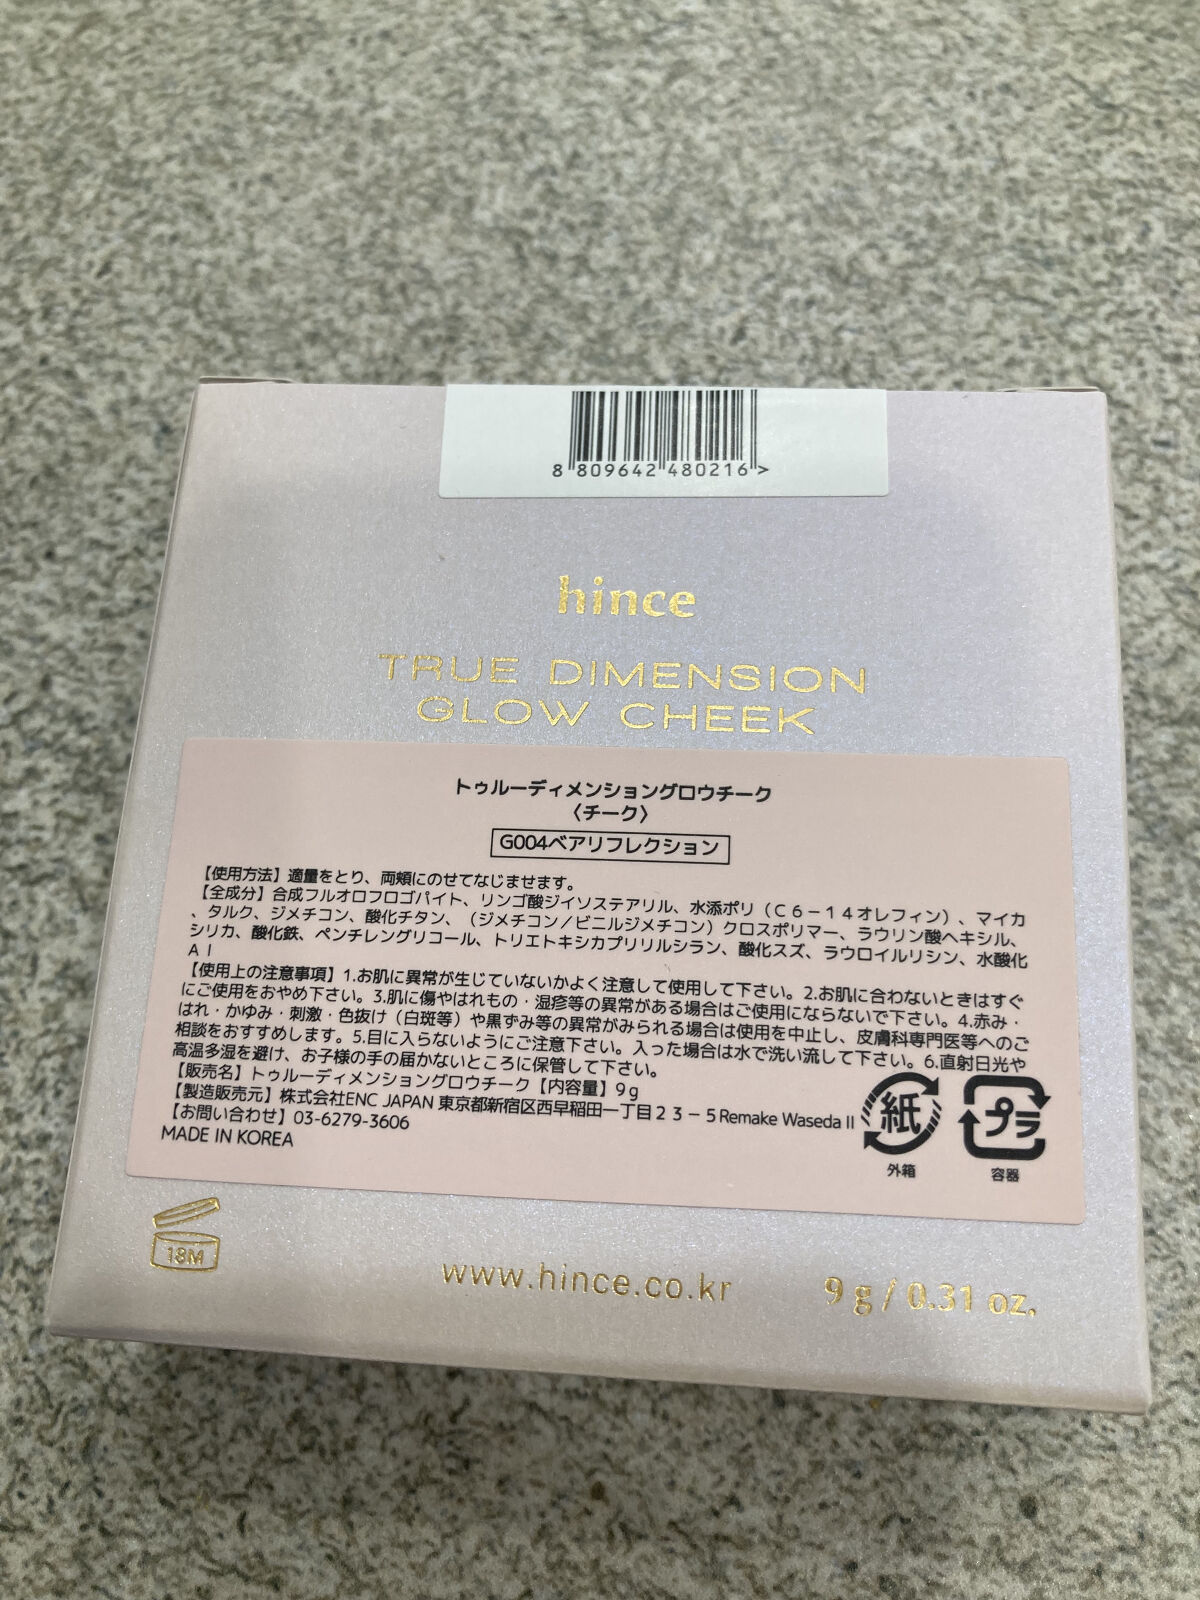 8 809642 480216 >
hince
TRUE DIMENSION
GLOW CHEEK
トゥルーディメンショングロウチーク
〈チーク〉
G004ベアリフレクション
【使用方法】適量をとり、両頬にのせてなじませます。
【全成分】合成フルオロフロゴパイト、リンゴ酸ジイソステアリル、水添ポリ（Ｃ６－１４オレフィン）、マイカ
、タルク、ジメチコン、酸化チタン、（ジメチコン／ビニルジメチコン）クロスポリマー、ラウリン酸ヘキシル、
シリカ、酸化鉄、ペンチレングリコール、トリエトキシカプリリルシラン、酸化スズ、ラウロイルリシン、水酸化
Ａｌ
【使用上の注意事項】1.お肌に異常が生じていないかよく注意して使用して下さい。2.お肌に合わないときはすぐ
にご使用をおやめ下さい。3.肌に傷やはれもの・湿疹等の異常がある場合はご使用にならないで下さい。4.赤み・
はれ・かゆみ・刺激・色抜け（白斑等）や黒ずみ等の異常がみられる場合は使用を中止し、皮膚科専門医等へのご
相談をおすすめします。5.目に入らないようにご注意下さい。入った場合は水で洗い流して下さい。6.直射日光や
高温多湿を避け、お子様の手の届かないところに保管して下さい。
【販売名】トゥルーディメンショングロウチーク【内容量】9g
【製造販売元】株式会社ENC JAPAN 東京都新宿区西早稲田一丁目２３－５Remake Waseda II
【お問い合わせ】03-6279-3606
MADE IN KOREA
紙
外箱
プラ
容器
18M
www.hince.co.kr
9 g / 0.31 oz.